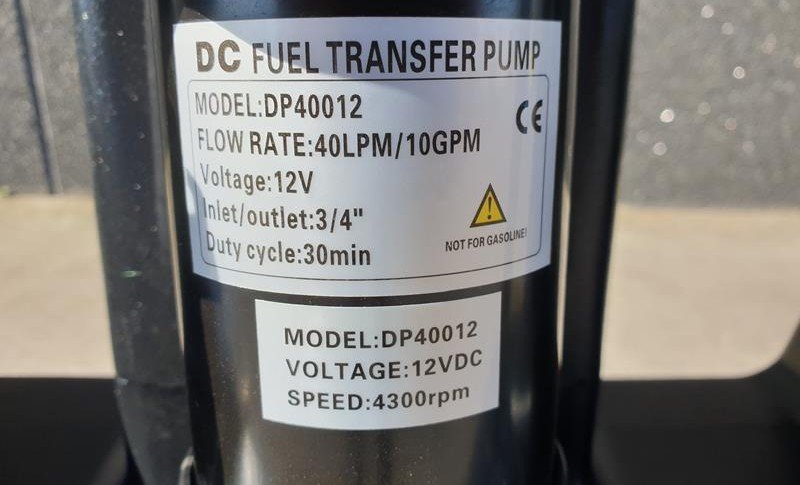 DC FUEL TRANSFER PUMP
MODEL:DP40012
CE
FLOW RATE:40LPM/10GPM
Voltage:12V
Inlet/outlet:3/4"
Duty cycle:30min
NOT FOR GASOLINE!
MODEL:DP40012
VOLTAGE:12VDC
SPEED:4300rpm